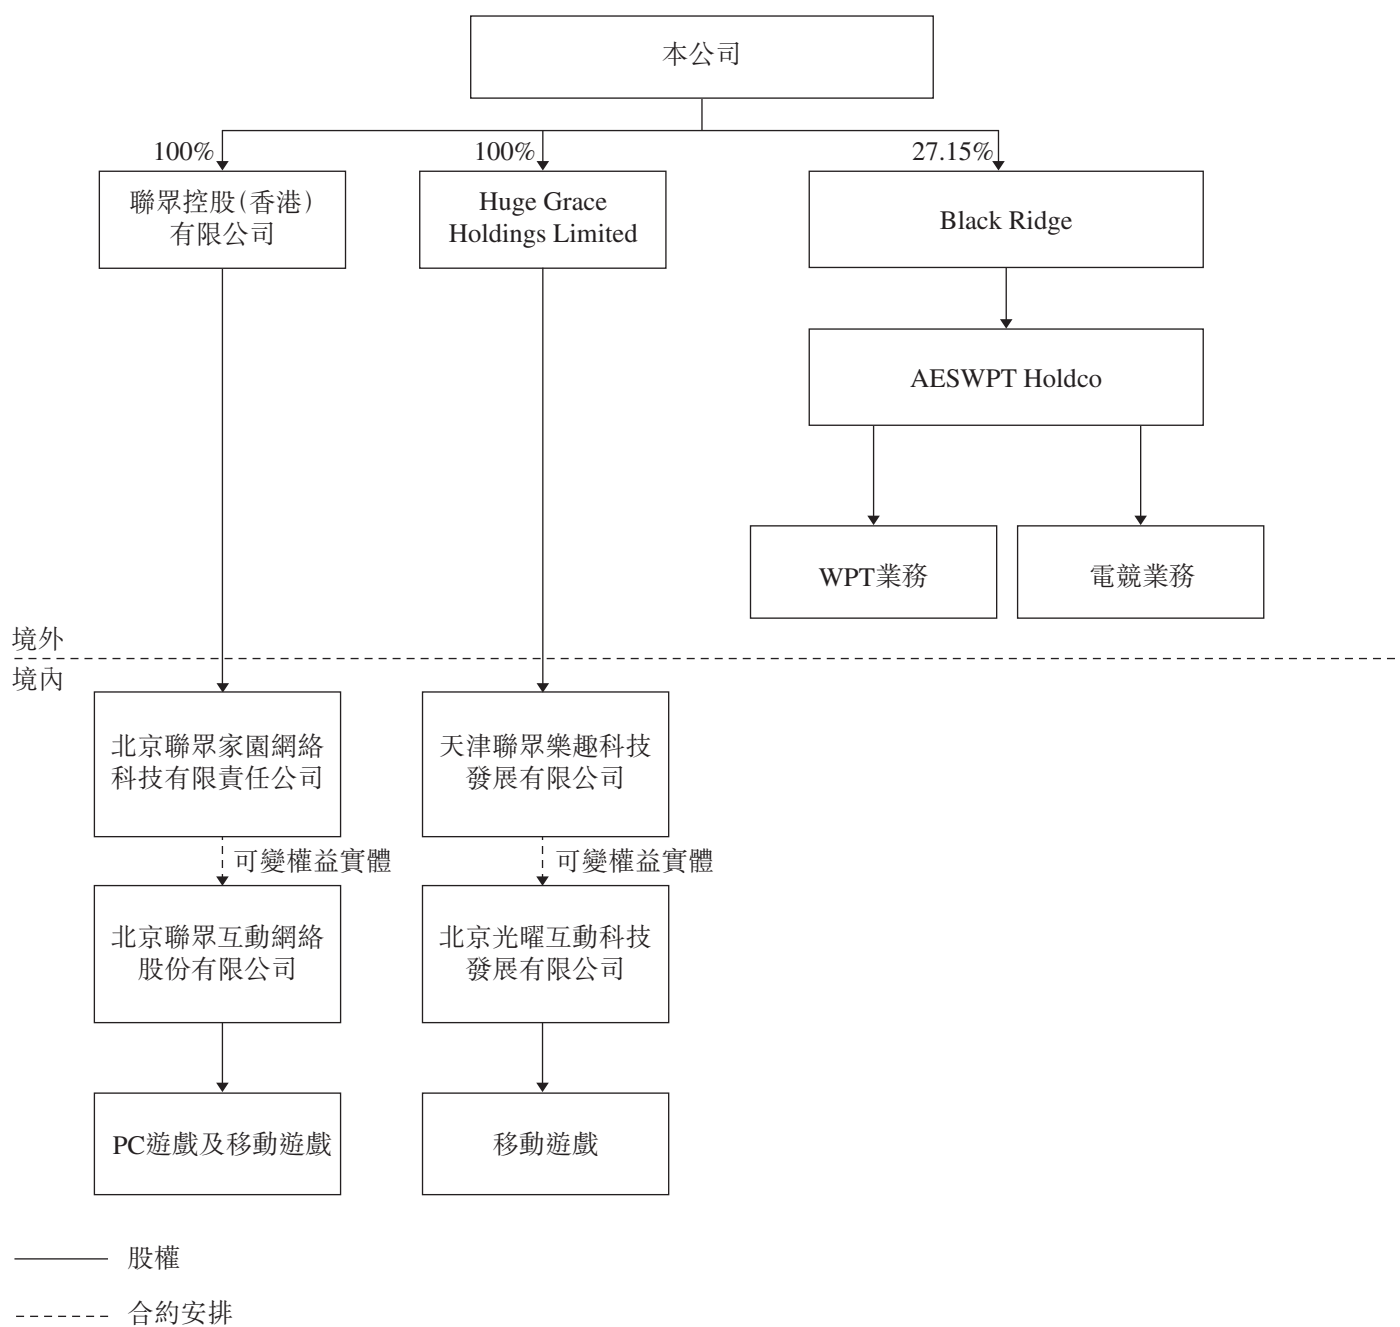 本公司
100%
100%
27.15%
聯眾控股(香港)
有限公司
Huge Grace
Holdings Limited
Black Ridge
AESWPT Holdco
WPT業務
電競業務
境外
境內
北京聯眾家園網絡
科技有限責任公司
天津聯眾樂趣科技
發展有限公司
可變權益實體
可變權益實體
北京聯眾互動網絡
股份有限公司
北京光曜互動科技
發展有限公司
PC遊戲及移動遊戲
移動遊戲
股權
合約安排